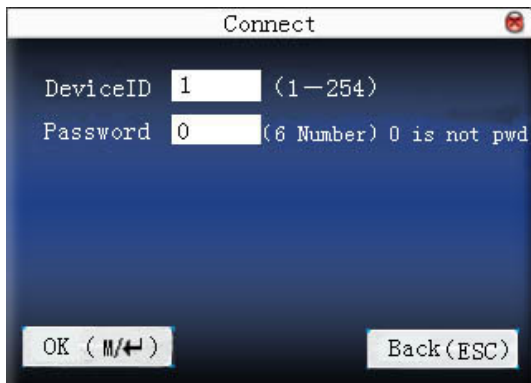 Connect
DeviceID 1 (1—254)
Password 0 (6 Number) 0 is not pwd
OK (M/↵) Back(ESC)